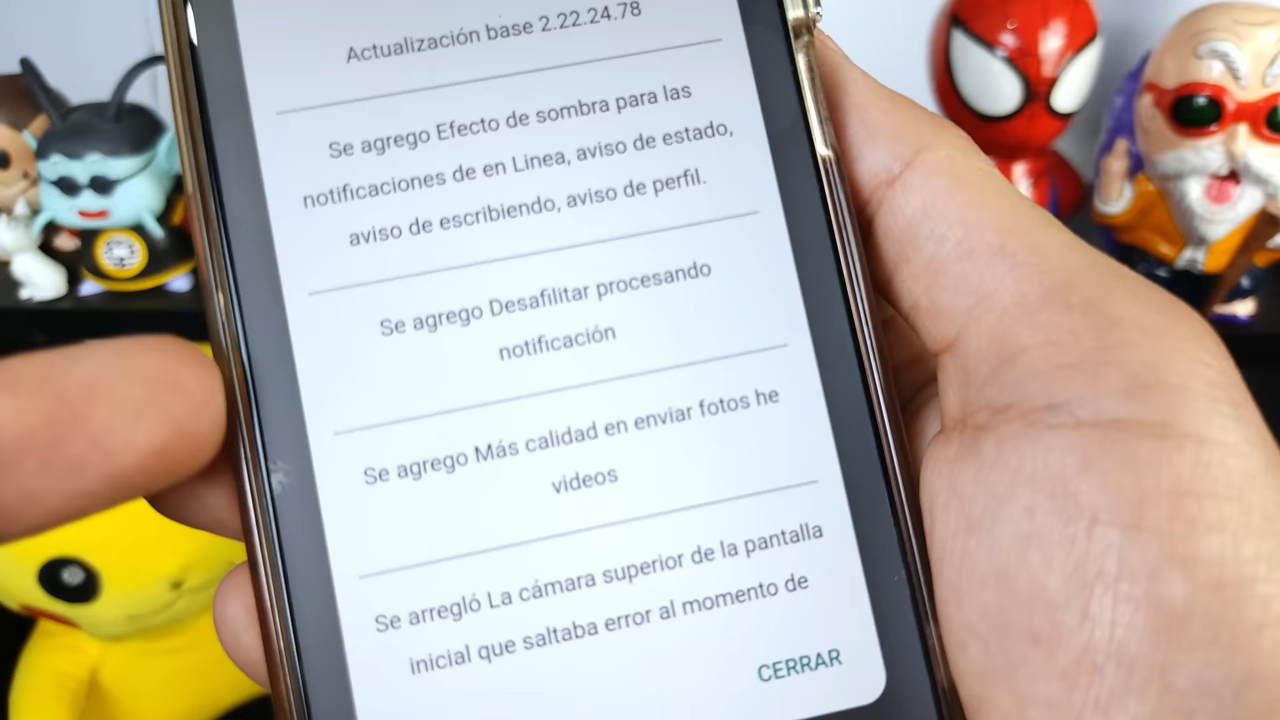 Actualización base 2.22.24.78
Se agrego Efecto de sombra para las
notificaciones de en Linea, aviso de estado,
aviso de escribiendo, aviso de perfil.
Se agrego Desafilitar procesando
notificación
Se agrego Más calidad en enviar fotos he
videos
Se arregló La cámara superior de la pantalla
inicial que saltaba error al momento de
CERRAR